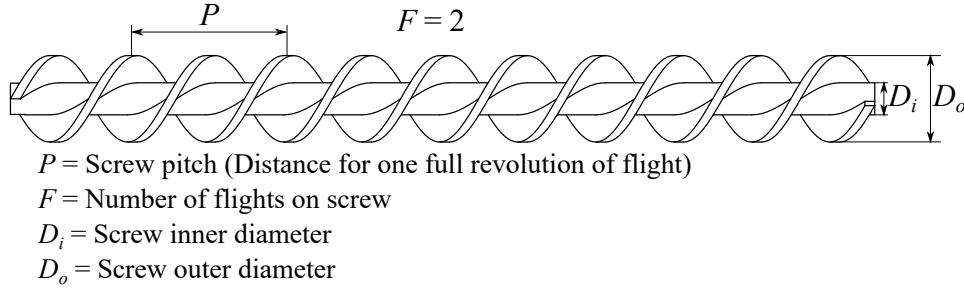 P
F = 2
D_i
D_o
P = Screw pitch (Distance for one full revolution of flight)
F = Number of flights on screw
D_i = Screw inner diameter
D_o = Screw outer diameter